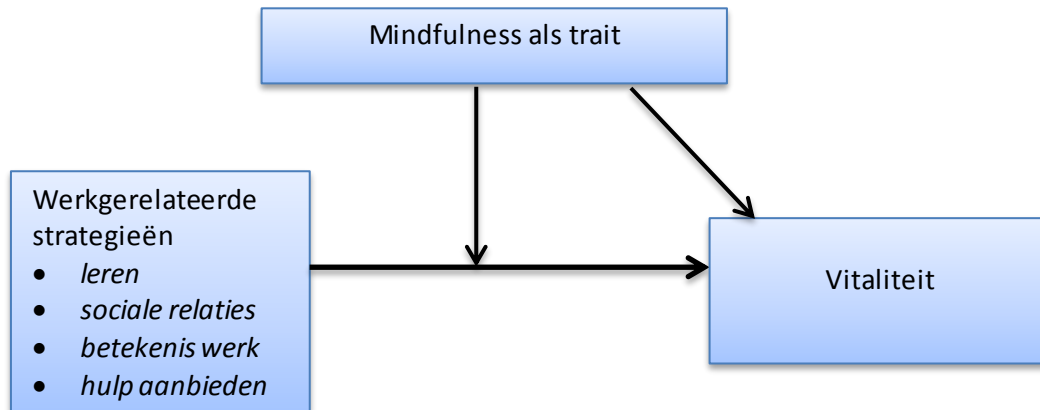 Mindfulness als trait
Werkgerelateerde
strategieën
• leren
• sociale relaties
• betekenis werk
• hulp aanbieden
Vitaliteit